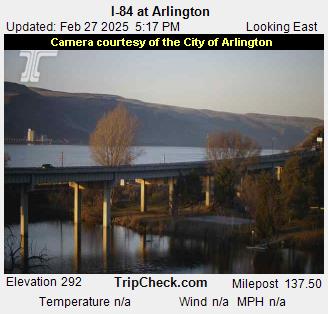 I-84 at Arlington
Updated: Feb 27 2025 5:17 PM Looking East
Camera courtesy of the City of Arlington
Elevation 292 TripCheck.com Milepost 137.50
Temperature n/a Wind n/a MPH n/a